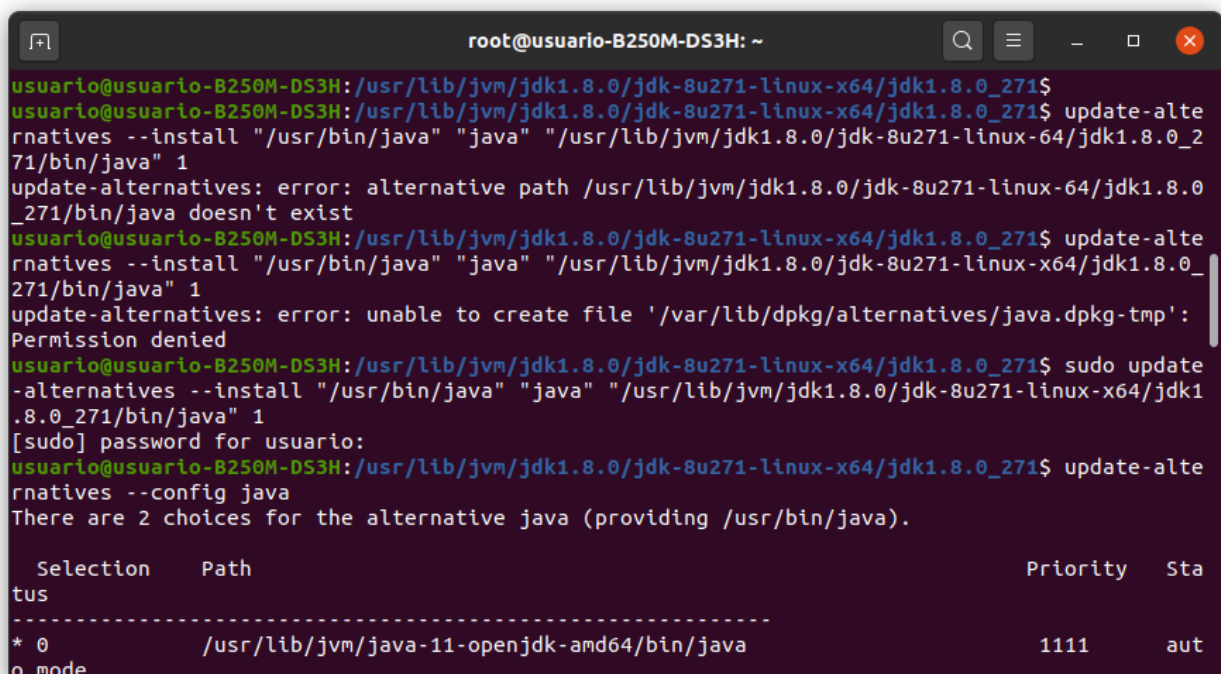 root@usuario-B250M-DS3H: ~
usuario@usuario-B250M-DS3H:/usr/lib/jvm/jdk1.8.0/jdk-8u271-linux-x64/jdk1.8.0_271$
usuario@usuario-B250M-DS3H:/usr/lib/jvm/jdk1.8.0/jdk-8u271-linux-x64/jdk1.8.0_271$ update-alte
rnatives --install "/usr/bin/java" "java" "/usr/lib/jvm/jdk1.8.0/jdk-8u271-linux-64/jdk1.8.0_2
71/bin/java" 1
update-alternatives: error: alternative path /usr/lib/jvm/jdk1.8.0/jdk-8u271-linux-64/jdk1.8.0
_271/bin/java doesn't exist
usuario@usuario-B250M-DS3H:/usr/lib/jvm/jdk1.8.0/jdk-8u271-linux-x64/jdk1.8.0_271$ update-alte
rnatives --install "/usr/bin/java" "java" "/usr/lib/jvm/jdk1.8.0/jdk-8u271-linux-x64/jdk1.8.0_
271/bin/java" 1
update-alternatives: error: unable to create file '/var/lib/dpkg/alternatives/java.dpkg-tmp':
Permission denied
usuario@usuario-B250M-DS3H:/usr/lib/jvm/jdk1.8.0/jdk-8u271-linux-x64/jdk1.8.0_271$ sudo update
-alternatives --install "/usr/bin/java" "java" "/usr/lib/jvm/jdk1.8.0/jdk-8u271-linux-x64/jdk1
.8.0_271/bin/java" 1
[sudo] password for usuario:
usuario@usuario-B250M-DS3H:/usr/lib/jvm/jdk1.8.0/jdk-8u271-linux-x64/jdk1.8.0_271$ update-alte
rnatives --config java
There are 2 choices for the alternative java (providing /usr/bin/java).
Selection Path Priority Sta
tus
------------------------------------------------------------
* 0 /usr/lib/jvm/java-11-openjdk-amd64/bin/java 1111 aut
o mode